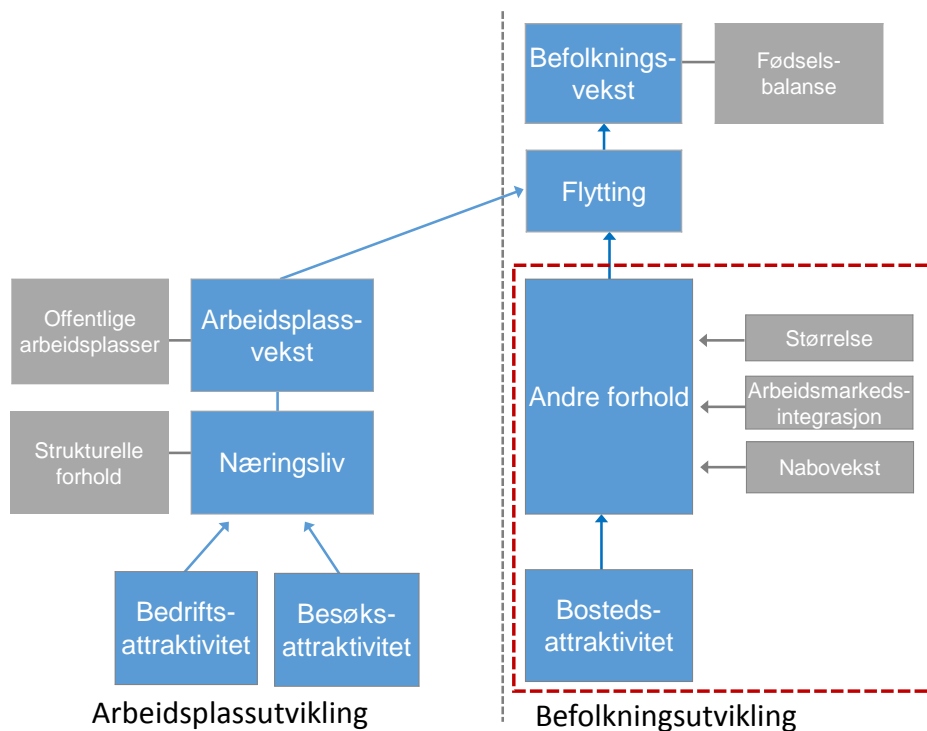 Befolknings-
vekst
Fødsels-
balanse
Flytting
Offentlige
arbeidsplasser
Arbeidsplass-
vekst
Strukturelle
forhold
Næringsliv
Bedrifts-
attraktivitet
Besøks-
attraktivitet
Arbeidsplassutvikling
Andre forhold
Størrelse
Arbeidsmarkeds-
integrasjon
Nabovekst
Bosteds-
attraktivitet
Befolkningsutvikling